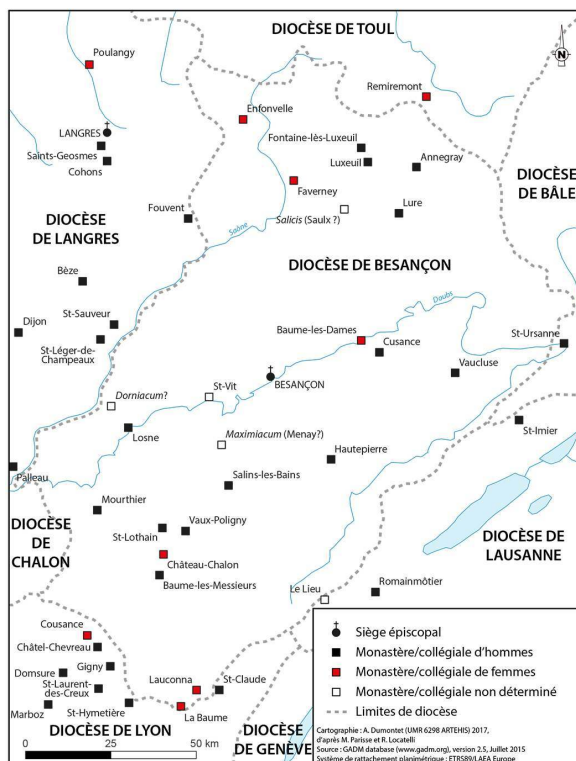 DIOCÈSE DE TOUL
Poulangy
Remiremont
N
Enfonvelle
LANGRES
Saints-Geosmes
Cohons
Fontaine-lès-Luxeuil
Luxeuil
Annegray
DIOCÈSE
DE BÂLE
Faverney
Salicis (Saulx ?)
Lure
Fouvent
DIOCÈSE
DE LANGRES
Saône
DIOCÈSE DE BESANÇON
Bèze
Doubs
St-Sauveur
Dijon
St-Léger-de-
Champeaux
Baume-les-Dames
Cusance
St-Ursanne
Vaucluse
St-Vit
BESANÇON
Dorniacum?
Losne
Maximiacum (Menay?)
St-Imier
Hautepierre
Palleau
Salins-les-Bains
Mourthier
DIOCÈSE
DE
CHALON
St-Lothain
Vaux-Poligny
DIOCÈSE
DE
LAUSANNE
Château-Chalon
Baume-les-Messieurs
Le Lieu
Romainmôtier
Cousance
Châtel-Chevreau
Gigny
Domsure
St-Laurent-
des-Creux
Lauconna
St-Claude
Marboz
St-Hymetière
La Baume
DIOCÈSE DE LYON
DIOCÈSE
DE GENÈVE
0
50 km
Siège épiscopal
Monastère/collégiale d'hommes
Monastère/collégiale de femmes
Monastère/collégiale non déterminé
Limites de diocèse
Cartographie : A. Dumontet (UMR 6298 ARTEHIS) 2017,
d'après M. Parisse et R. Locatelli
Source : GADM database (www.gadm.org), version 2.5, Juillet 2015
Système de rattachement planimétrique : ETRS89/LAEA Europe